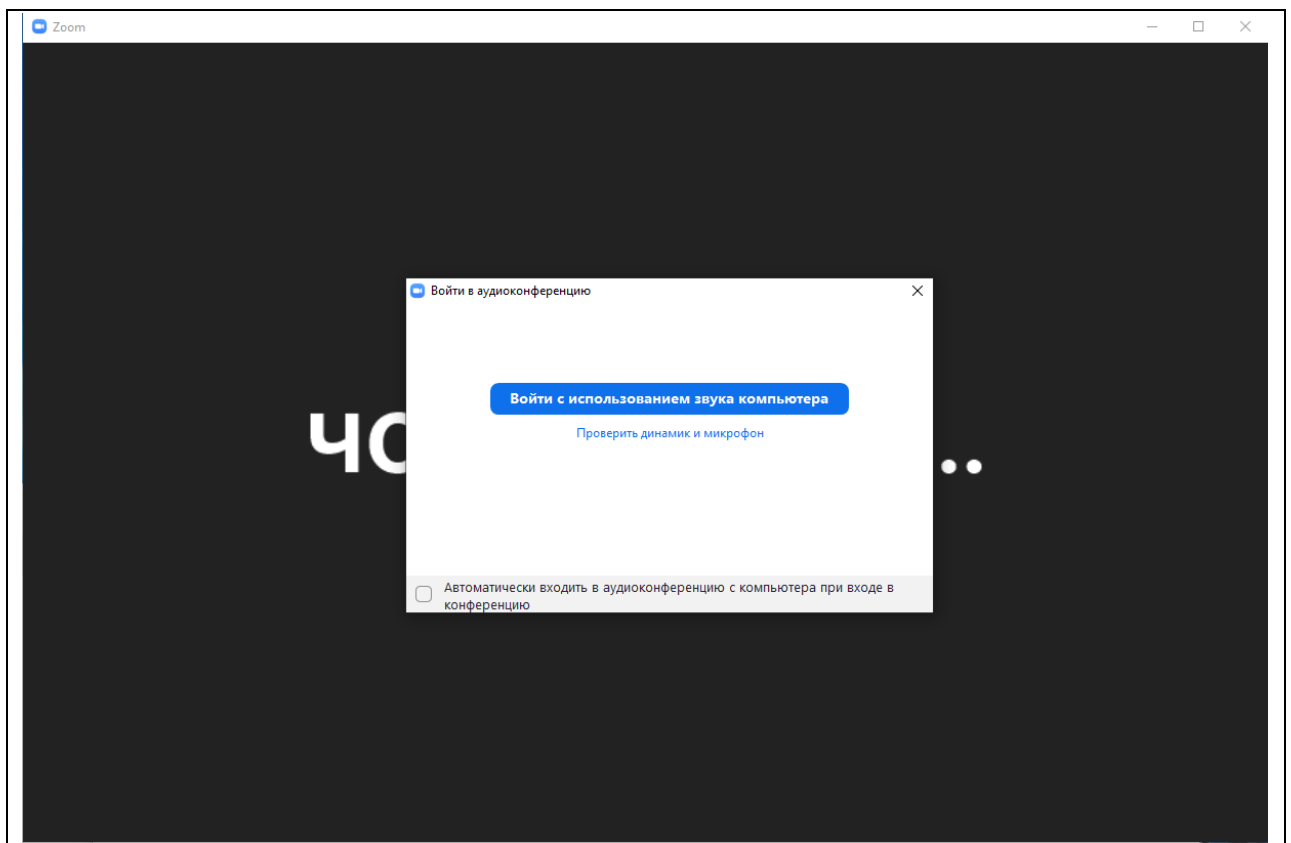 Zoom
Войти в аудиоконференцию
Войти с использованием звука компьютера
Проверить динамик и микрофон
Автоматически входить в аудиоконференцию с компьютера при входе в
конференцию